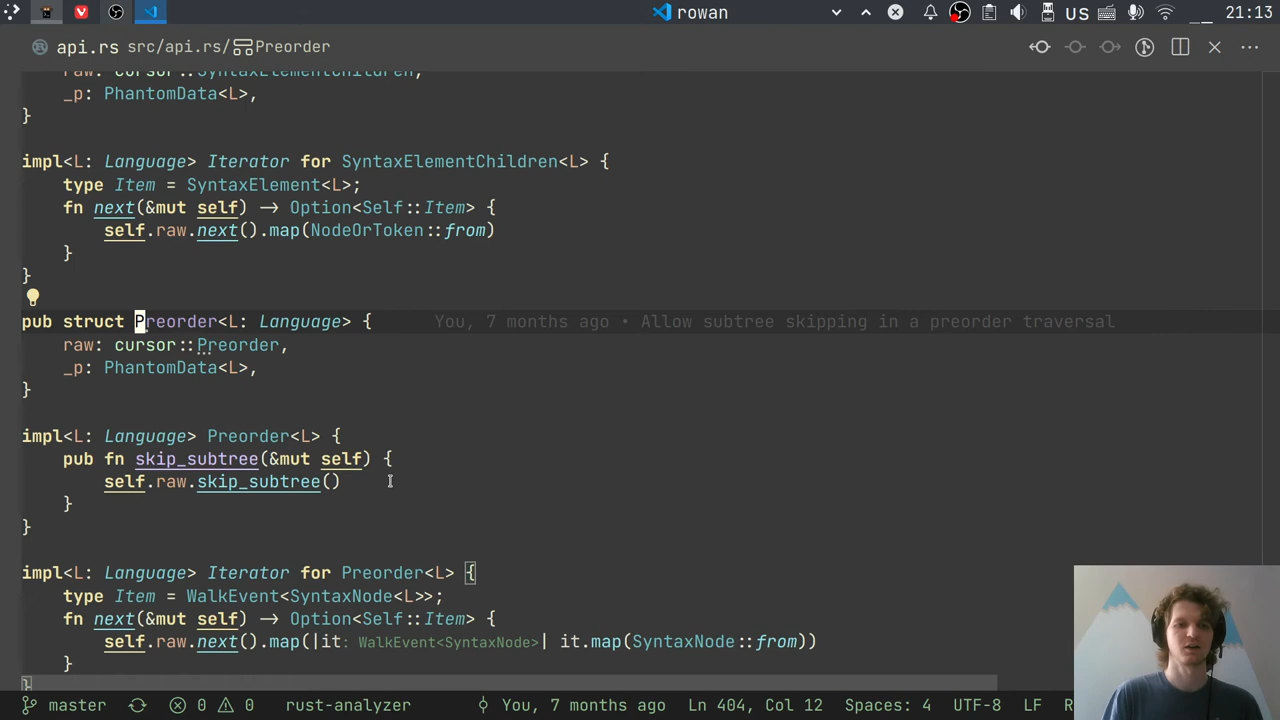 rowan
US
21:13
api.rs src/api.rs/Preorder
raw: cursor::SyntaxElementChildren,
_p: PhantomData<L>,
}
impl<L: Language> Iterator for SyntaxElementChildren<L> {
type Item = SyntaxElement<L>;
fn next(&mut self) → Option<Self::Item> {
self.raw.next().map(NodeOrToken::from)
}
}
pub struct Preorder<L: Language> { You, 7 months ago • Allow subtree skipping in a preorder traversal
raw: cursor::Preorder,
_p: PhantomData<L>,
}
impl<L: Language> Preorder<L> {
pub fn skip_subtree(&mut self) {
self.raw.skip_subtree()
}
}
impl<L: Language> Iterator for Preorder<L> {
type Item = WalkEvent<SyntaxNode<L>>;
fn next(&mut self) → Option<Self::Item> {
self.raw.next().map(|it: WalkEvent<SyntaxNode>| it.map(SyntaxNode::from))
}
}
master 0 0 rust-analyzer You, 7 months ago Ln 404, Col 12 Spaces: 4 UTF-8 LF